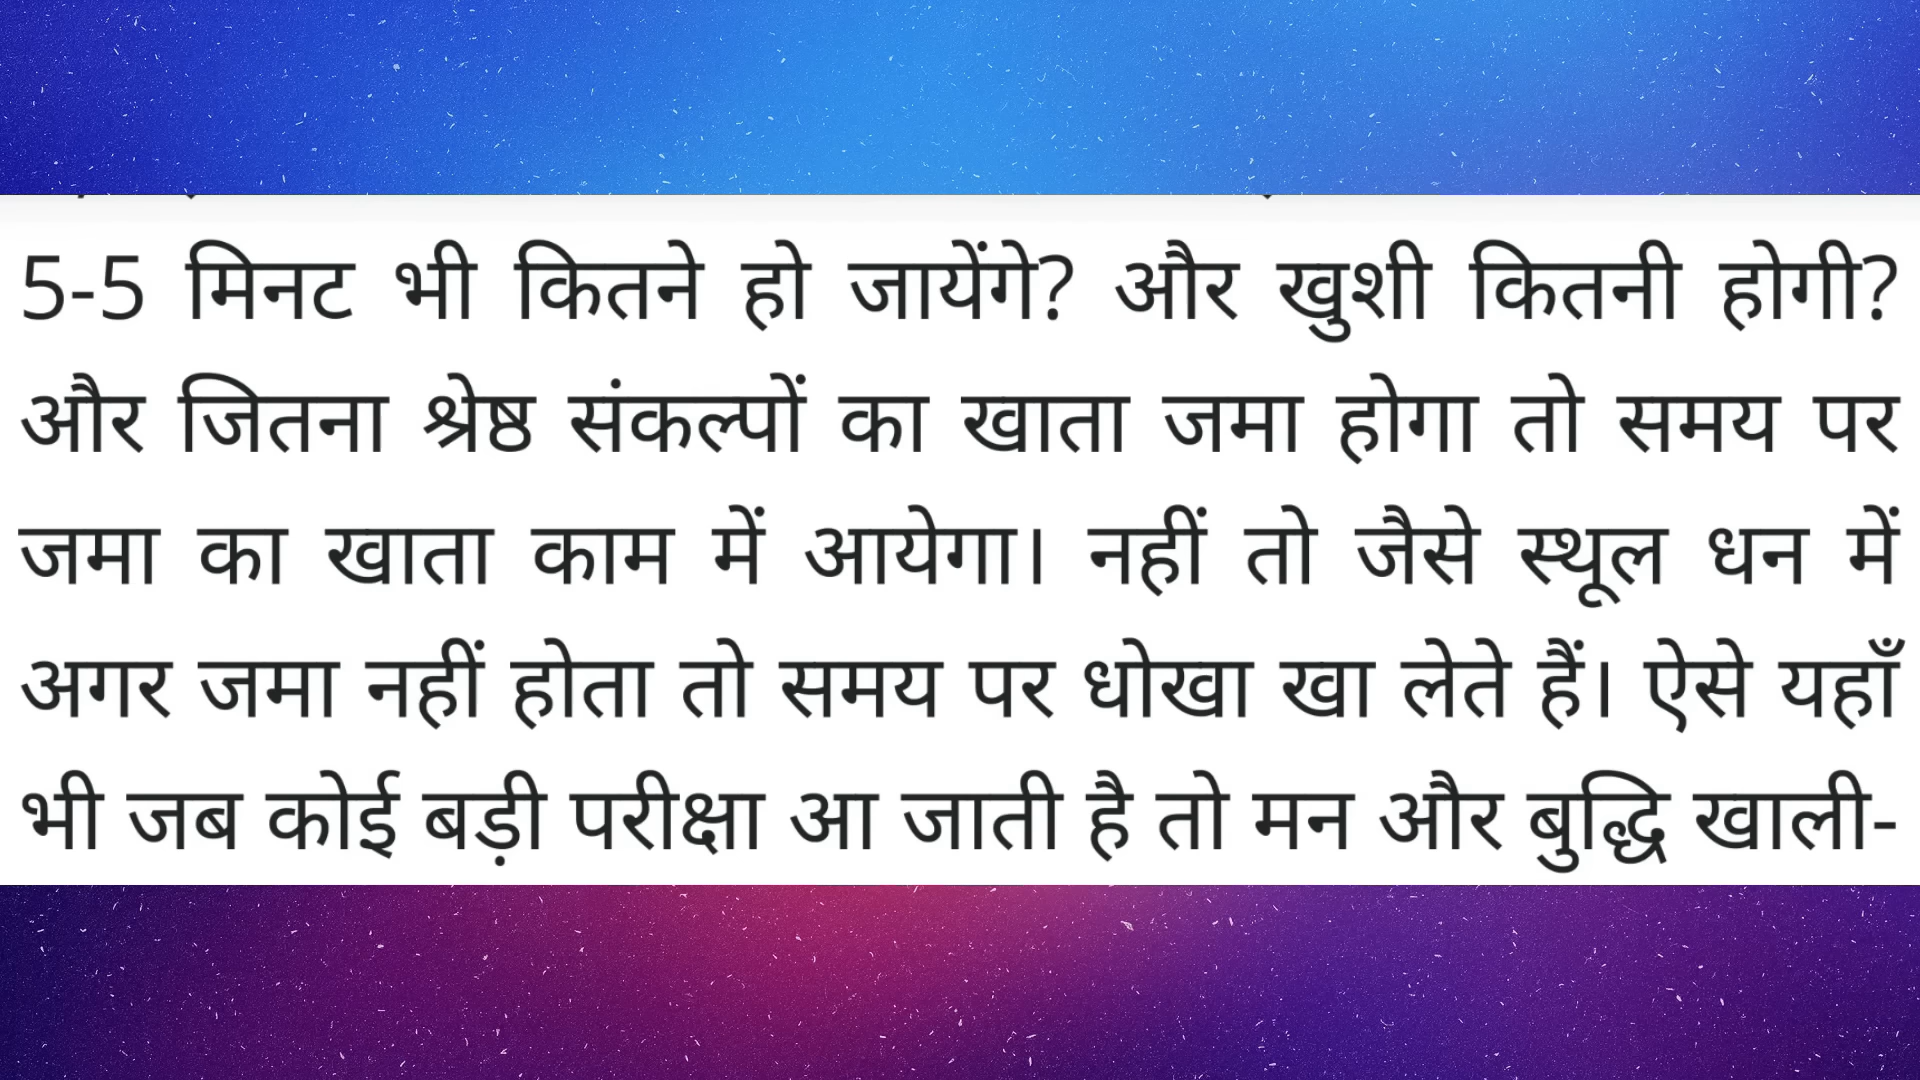 5-5 मिनट भी कितने हो जायेंगे? और खुशी कितनी होगी?
और जितना श्रेष्ठ संकल्पों का खाता जमा होगा तो समय पर
जमा का खाता काम में आयेगा। नहीं तो जैसे स्थूल धन में
अगर जमा नहीं होता तो समय पर धोखा खा लेते हैं। ऐसे यहाँ
भी जब कोई बड़ी परीक्षा आ जाती है तो मन और बुद्धि खाली-